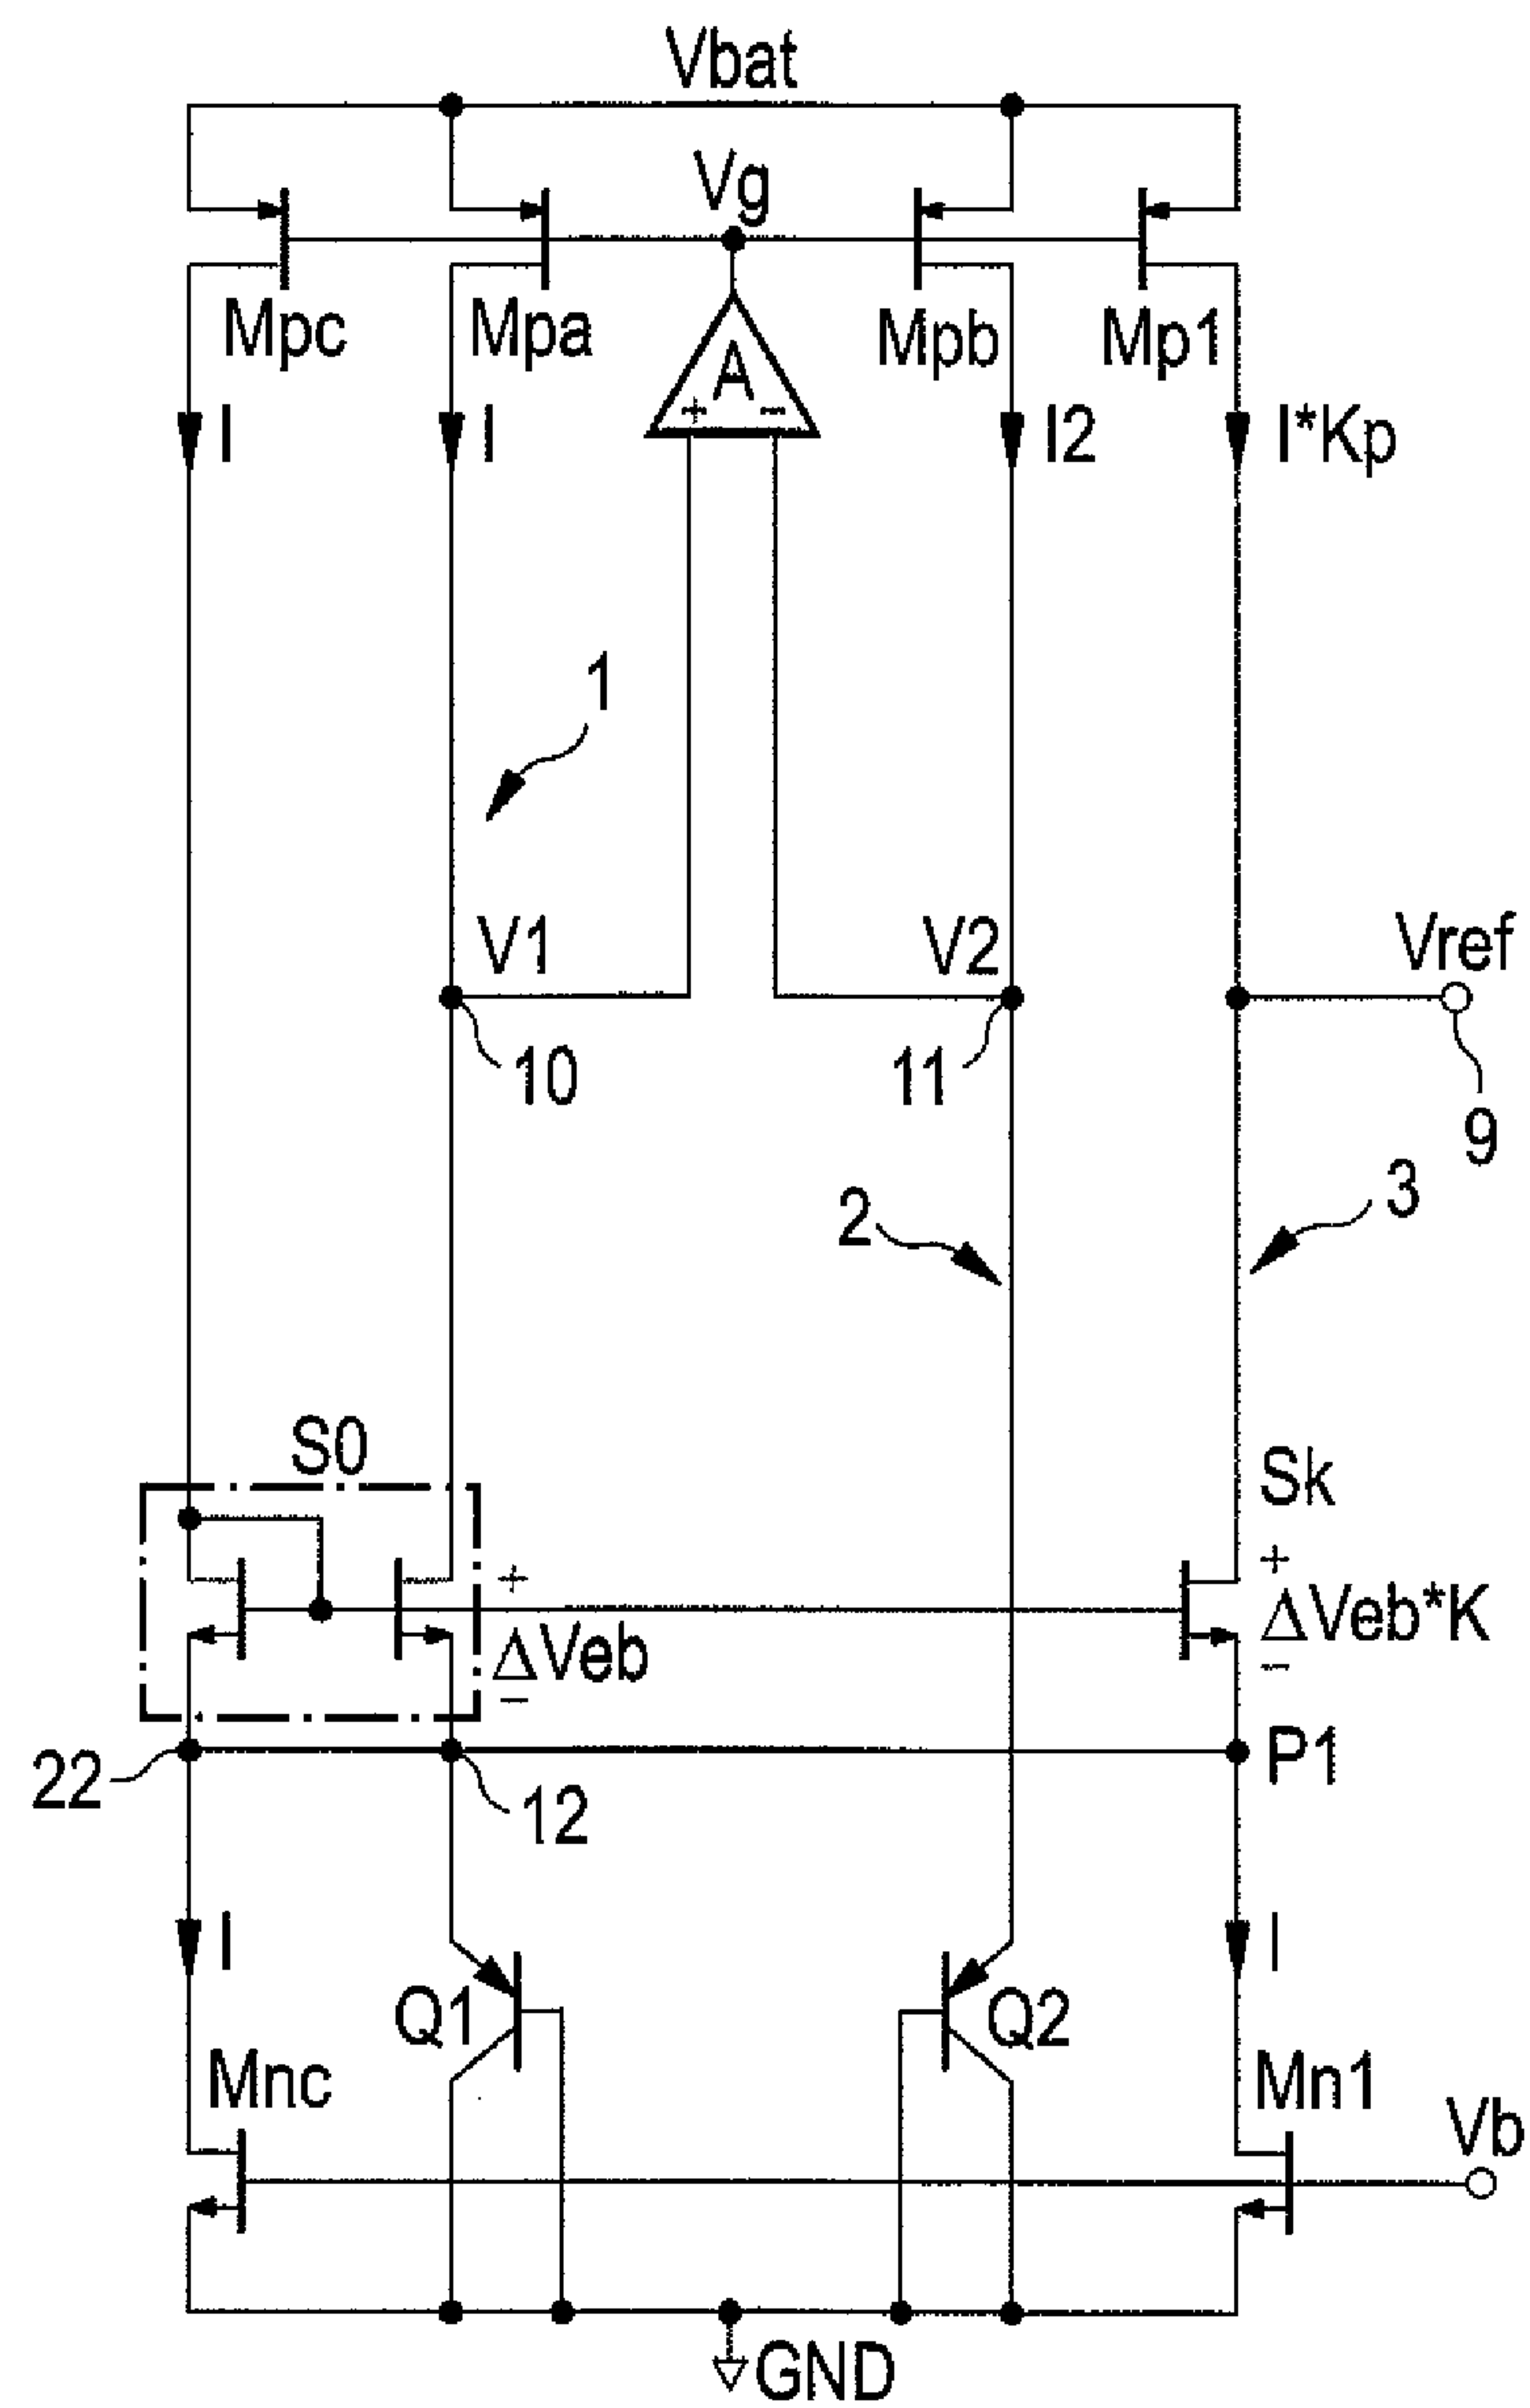 Vbat
Vg
Mpc
Mpa
A
+
-
Mpb
Mp1
I
I
I2
I*Kp
1
V1
V2
Vref
10
11
9
2
3
S0
Sk
+
ΔVeb
-
+
ΔVeb*K
-
22
12
P1
I
I
Q1
Q2
Mnc
Mn1
Vb
GND